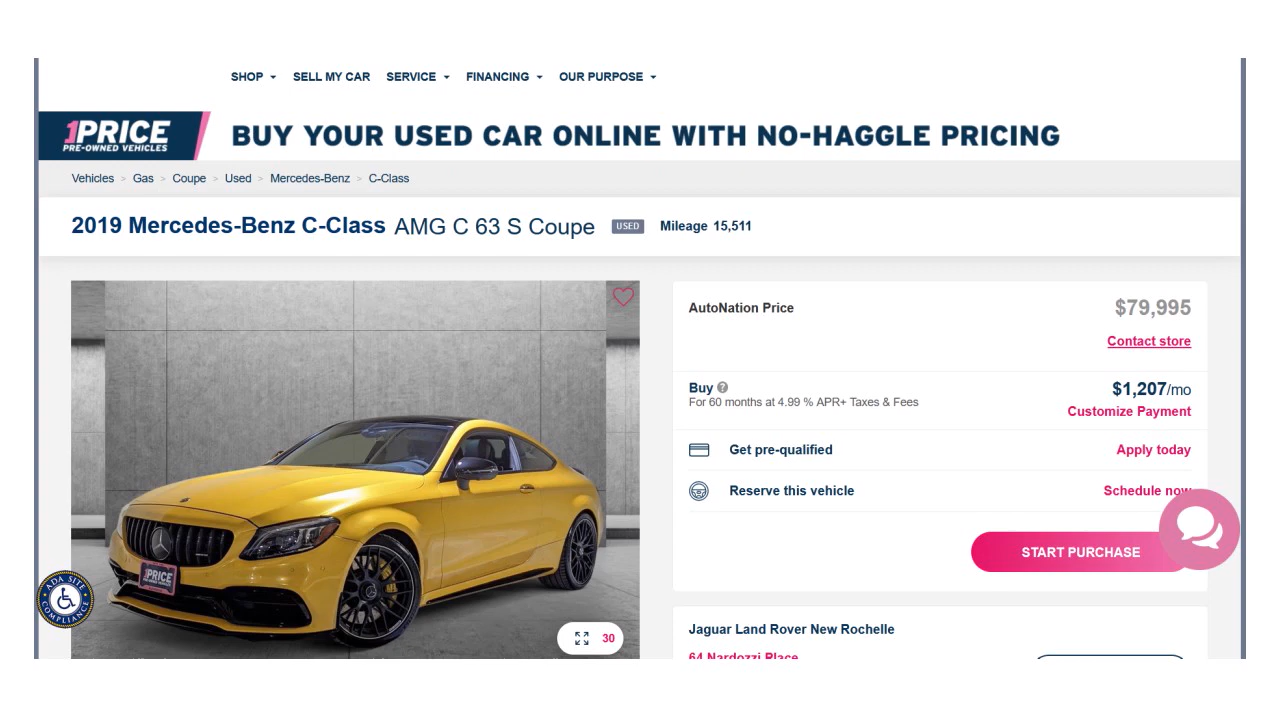 SHOP SELL MY CAR SERVICE FINANCING OUR PURPOSE
1PRICE
PRE-OWNED VEHICLES
BUY YOUR USED CAR ONLINE WITH NO-HAGGLE PRICING
Vehicles > Gas > Coupe > Used > Mercedes-Benz > C-Class
2019 Mercedes-Benz C-Class AMG C 63 S Coupe USED Mileage 15,511
AutoNation Price $79,995
Contact store
Buy ? $1,207/mo
For 60 months at 4.99 % APR+ Taxes & Fees
Customize Payment
Get pre-qualified Apply today
Reserve this vehicle Schedule now
START PURCHASE
1PRICE
ADA SITE COMPLIANCE
30
Jaguar Land Rover New Rochelle
64 Nardozzi Place